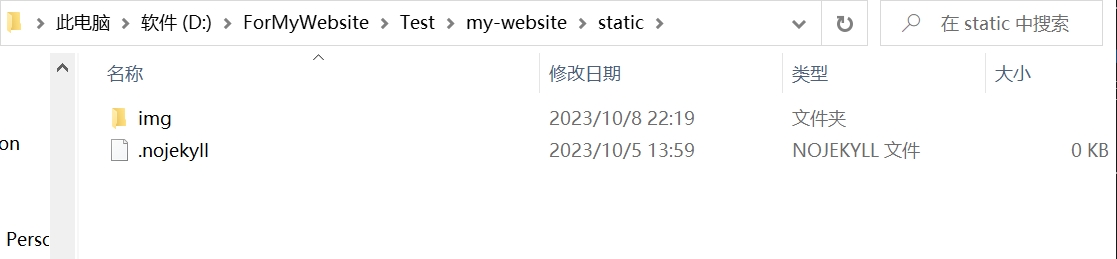 此电脑 > 软件 (D:) > ForMyWebsite > Test > my-website > static >
在 static 中搜索
名称 修改日期 类型 大小
img 2023/10/8 22:19 文件夹
on
.nojekyll 2023/10/5 13:59 NOJEKYLL 文件 0 KB